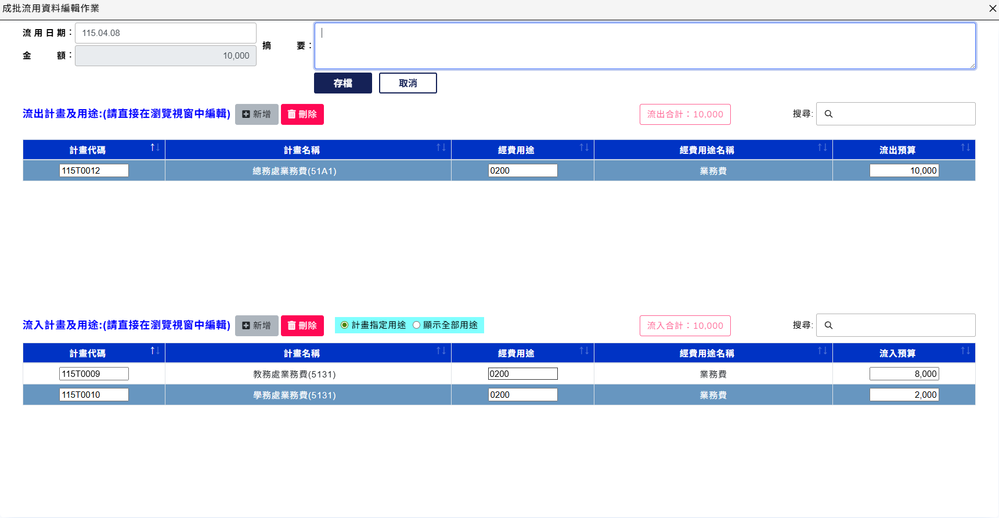 成批流用資料編輯作業
流用日期： 115.04.08
摘 要：
金 額： 10,000
存檔 取消
流出計畫及用途:(請直接在瀏覽視窗中編輯) 新增 刪除 流出合計：10,000 搜尋:
計畫代碼 計畫名稱 經費用途 經費用途名稱 流出預算
115T0012 總務處業務費(51A1) 0200 業務費 10,000
流入計畫及用途:(請直接在瀏覽視窗中編輯) 新增 刪除 計畫指定用途 顯示全部用途 流入合計：10,000 搜尋:
計畫代碼 計畫名稱 經費用途 經費用途名稱 流入預算
115T0009 教務處業務費(5131) 0200 業務費 8,000
115T0010 學務處業務費(5131) 0200 業務費 2,000